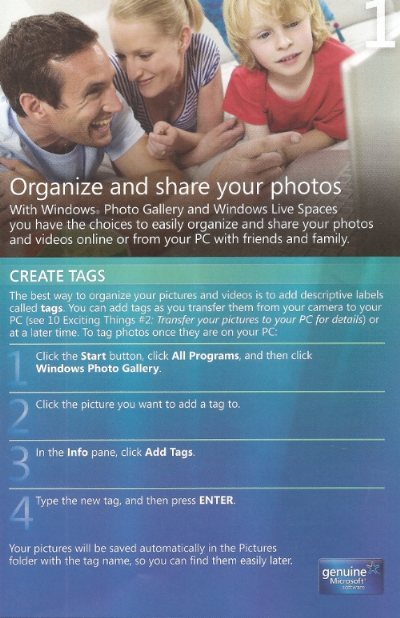 1
Organize and share your photos
With Windows® Photo Gallery and Windows Live Spaces
you have the choices to easily organize and share your photos
and videos online or from your PC with friends and family.
CREATE TAGS
The best way to organize your pictures and videos is to add descriptive labels
called tags. You can add tags as you transfer them from your camera to your
PC (see 10 Exciting Things #2: Transfer your pictures to your PC for details) or
at a later time. To tag photos once they are on your PC:
1 Click the Start button, click All Programs, and then click
Windows Photo Gallery.
2 Click the picture you want to add a tag to.
3 In the Info pane, click Add Tags.
4 Type the new tag, and then press ENTER.
Your pictures will be saved automatically in the Pictures
folder with the tag name, so you can find them easily later.
genuine
Microsoft®
software